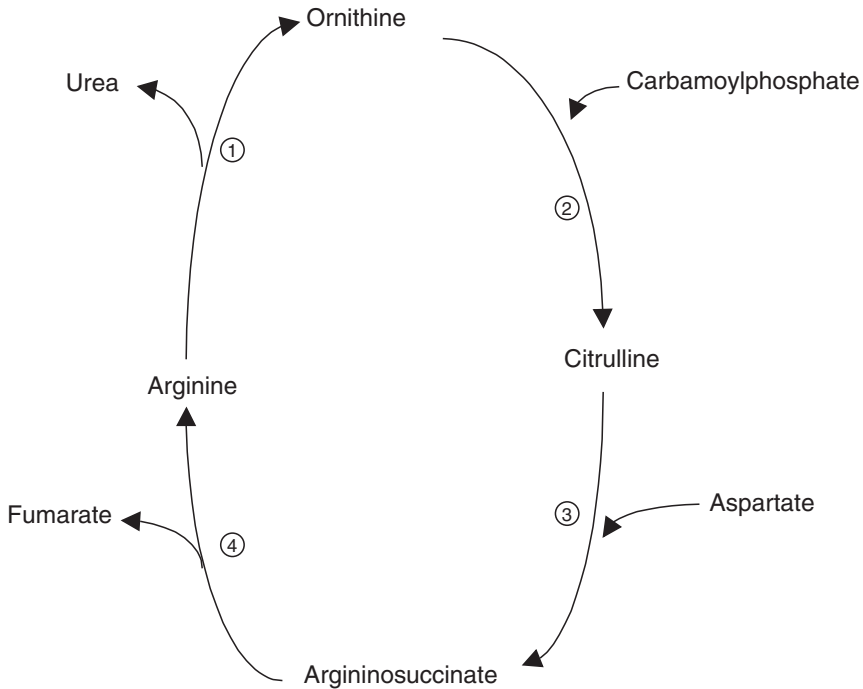 Ornithine
Urea
Carbamoylphosphate
1
2
Citrulline
Arginine
Aspartate
Fumarate
3
4
Argininosuccinate